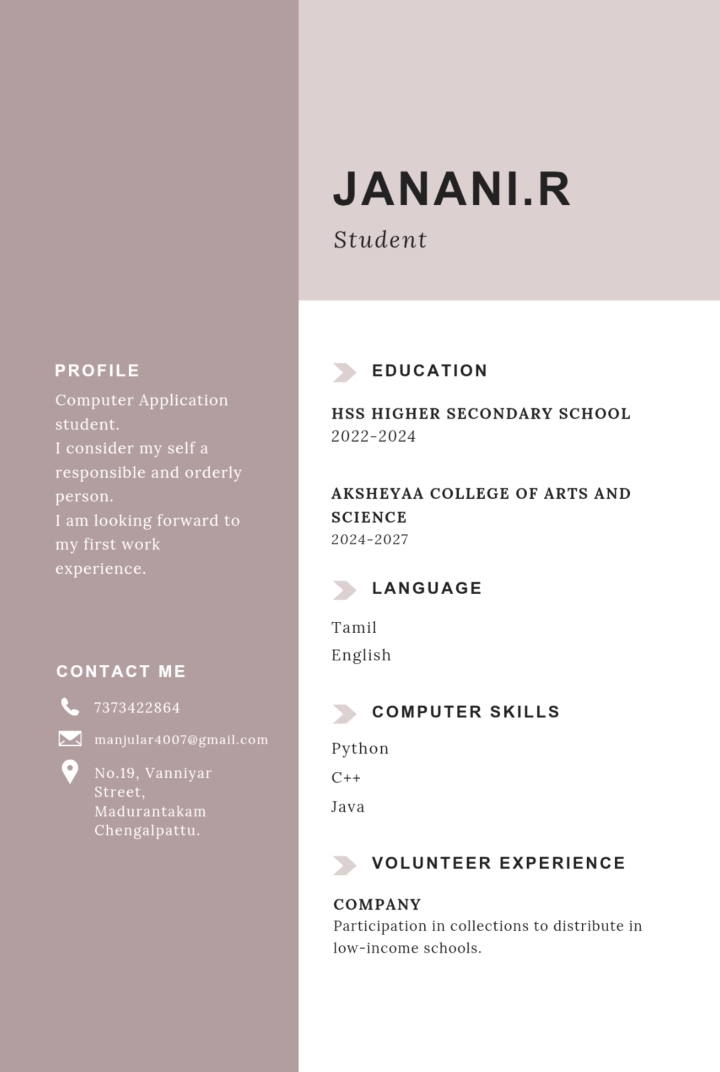 JANANI.R
Student
PROFILE
Computer Application
student.
I consider my self a
responsible and orderly
person.
I am looking forward to
my first work
experience.
CONTACT ME
7373422864
manjular4007@gmail.com
No.19, Vanniyar
Street,
Madurantakam
Chengalpattu.
EDUCATION
HSS HIGHER SECONDARY SCHOOL
2022-2024
AKSHEYAA COLLEGE OF ARTS AND
SCIENCE
2024-2027
LANGUAGE
Tamil
English
COMPUTER SKILLS
Python
C++
Java
VOLUNTEER EXPERIENCE
COMPANY
Participation in collections to distribute in
low-income schools.